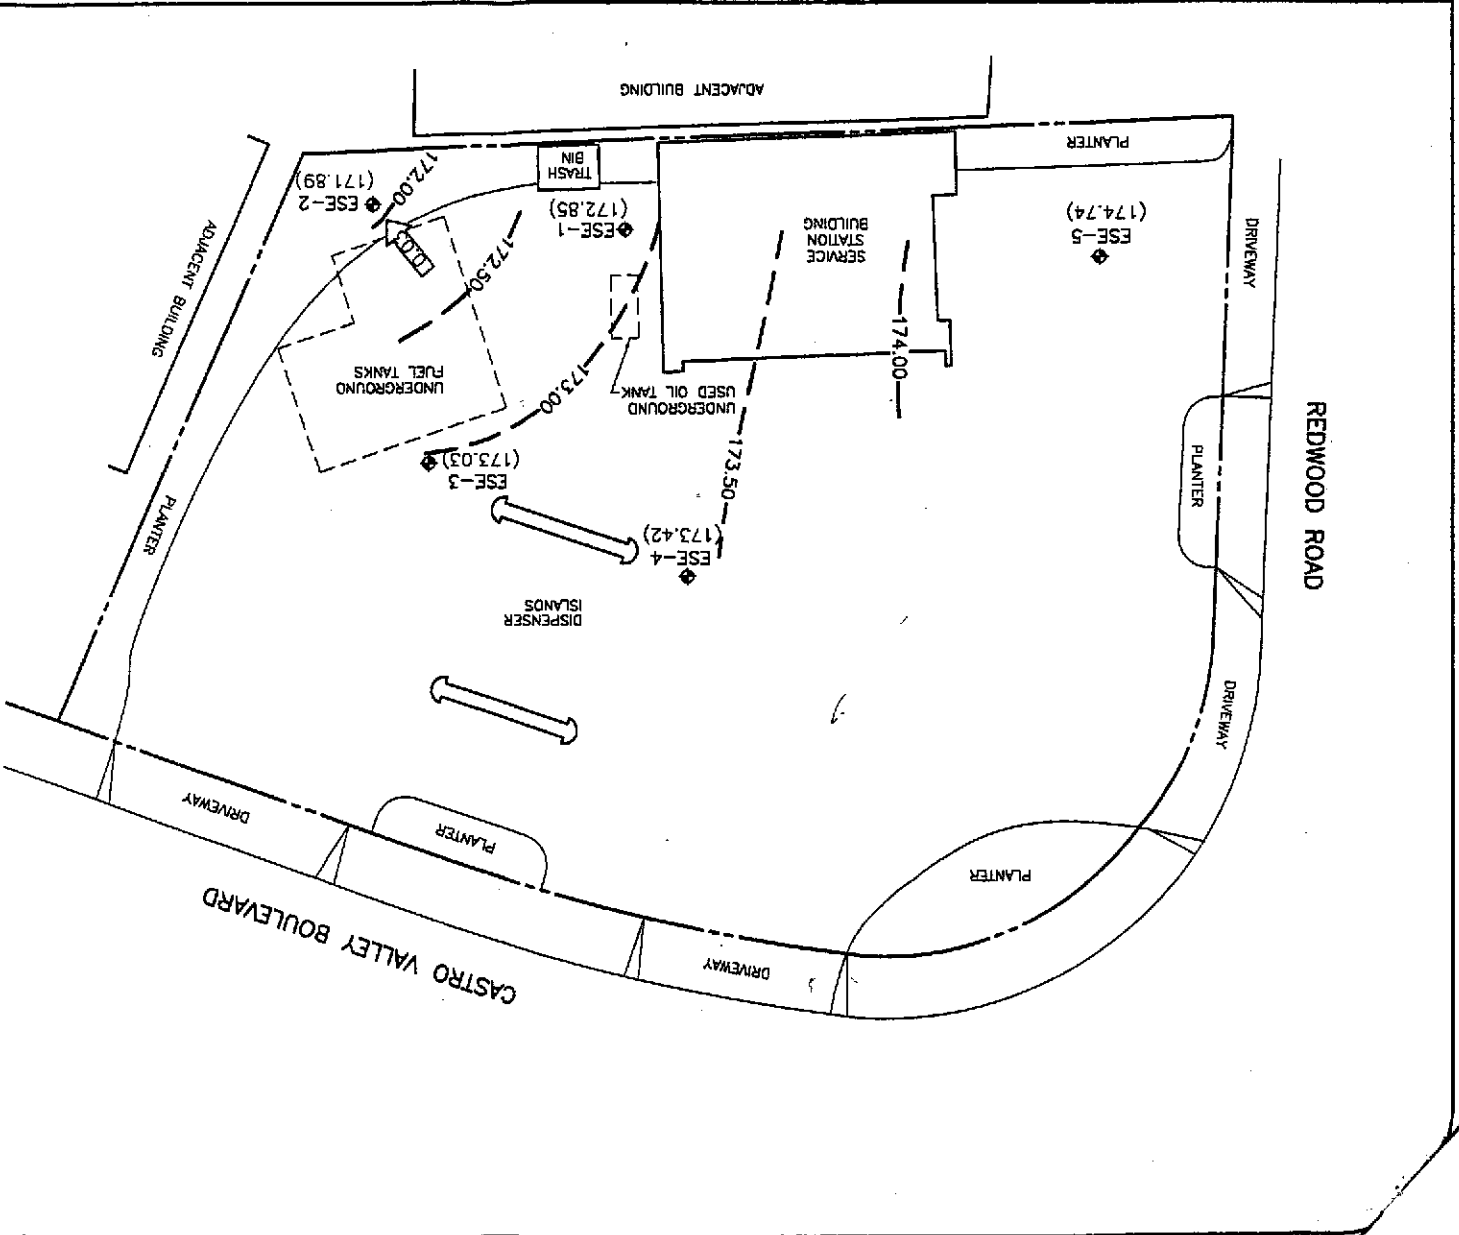 ADJACENT BUILDING
PLANTER
TRASH
BIN
172.00
ESE-2
(171.89)
ESE-1
(172.85)
SERVICE
STATION
BUILDING
ESE-5
(174.74)
DRIVEWAY
ADJACENT BUILDING
0.03
172.50
174.00
UNDERGROUND
FUEL TANKS
173.00
UNDERGROUND
USED OIL TANK
REDWOOD ROAD
PLANTER
173.50
ESE-3
(173.03)
PLANTER
ESE-4
(173.42)
DISPENSER
ISLANDS
DRIVEWAY
DRIVEWAY
PLANTER
PLANTER
CASTRO VALLEY BOULEVARD
DRIVEWAY